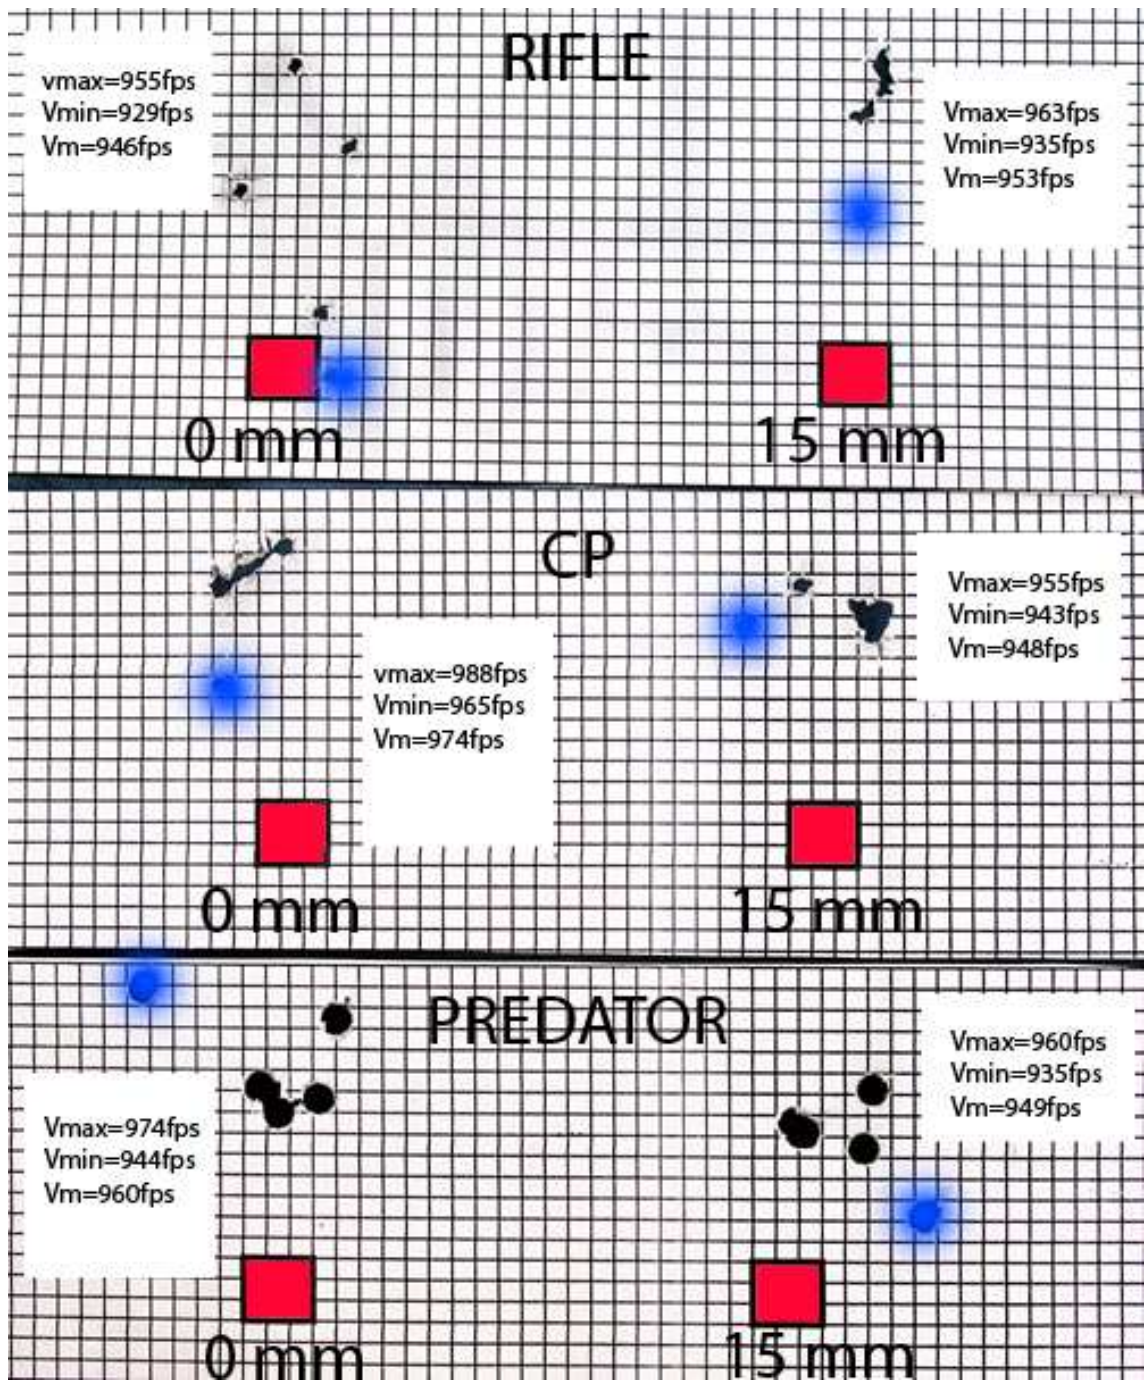 RIFLE
vmax=955fps
Vmin=929fps
Vm=946fps
Vmax=963fps
Vmin=935fps
Vm=953fps
0 mm
15 mm
CP
vmax=988fps
Vmin=965fps
Vm=974fps
Vmax=955fps
Vmin=943fps
Vm=948fps
0 mm
15 mm
PREDATOR
Vmax=974fps
Vmin=944fps
Vm=960fps
Vmax=960fps
Vmin=935fps
Vm=949fps
0 mm
15 mm